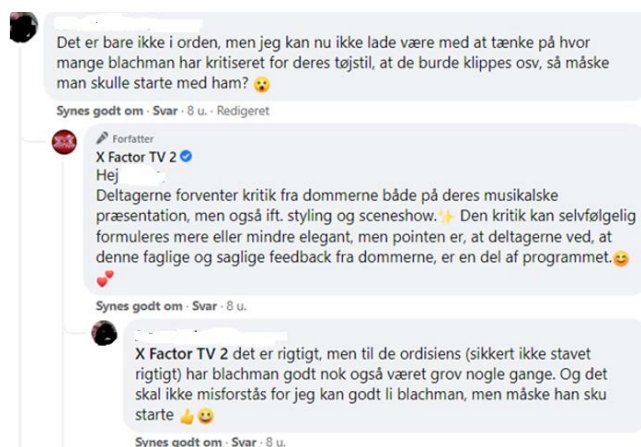 Det er bare ikke i orden, men jeg kan nu ikke lade være med at tænke på hvor
mange blachman har kritiseret for deres tøjstil, at de burde klippes osv, så måske
man skulle starte med ham? 😮
Synes godt om · Svar · 8 u. · Redigeret
Forfatter
X Factor TV 2
Hej
Deltagerne forventer kritik fra dommerne både på deres musikalske
præsentation, men også ift. styling og sceneshow.✨ Den kritik kan selvfølgelig
formuleres mere eller mindre elegant, men pointen er, at deltagerne ved, at
denne faglige og saglige feedback fra dommerne, er en del af programmet.😊
💕
Synes godt om · Svar · 8 u.
X Factor TV 2 det er rigtigt, men til de ordisiens (sikkert ikke stavet
rigtigt) har blachman godt nok også været grov nogle gange. Og det
skal ikke misforstås for jeg kan godt li blachman, men måske han sku
starte 👍😀
Synes godt om · Svar · 8 u.